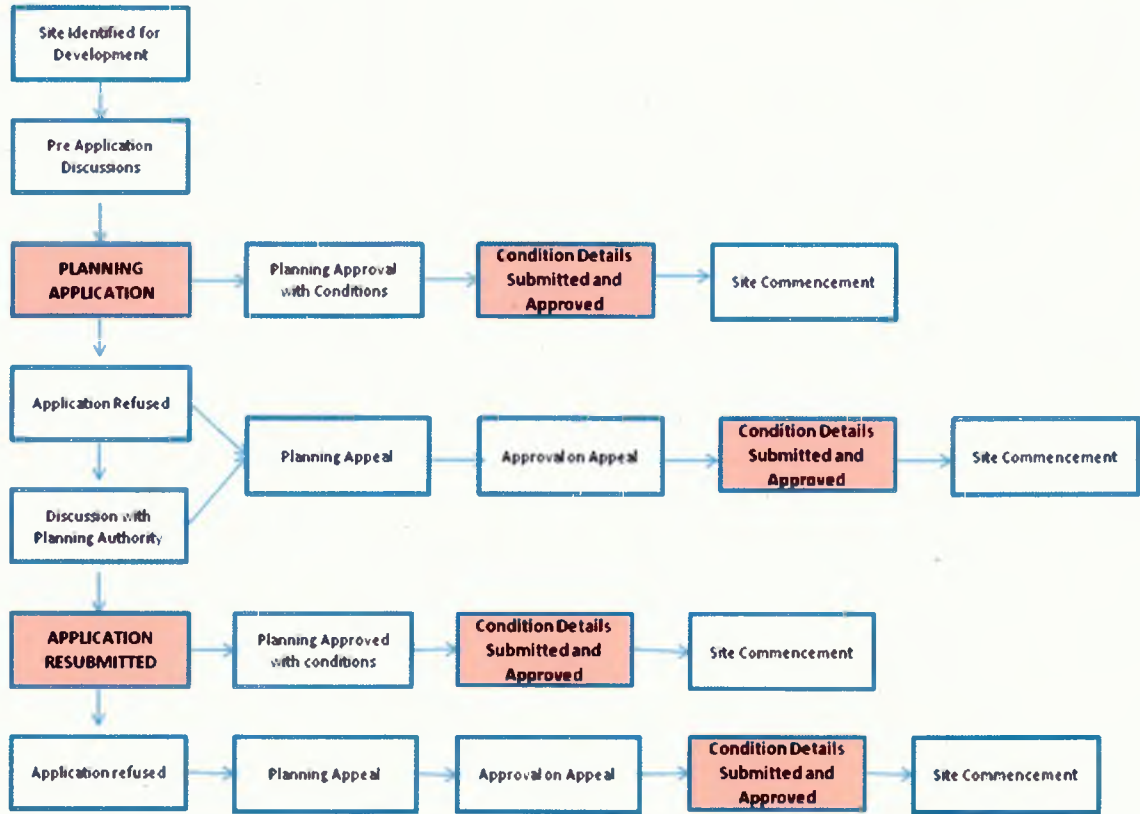 Site Identified for
Development
Pre Application
Discussions
PLANNING
APPLICATION
Planning Approval
with Conditions
Condition Details
Submitted and
Approved
Site Commencement
Application Refused
Planning Appeal
Approval on Appeal
Condition Details
Submitted and
Approved
Site Commencement
Discussion with
Planning Authority
APPLICATION
RESUBMITTED
Planning Approved
with conditions
Condition Details
Submitted and
Approved
Site Commencement
Application refused
Planning Appeal
Approval on Appeal
Condition Details
Submitted and
Approved
Site Commencement